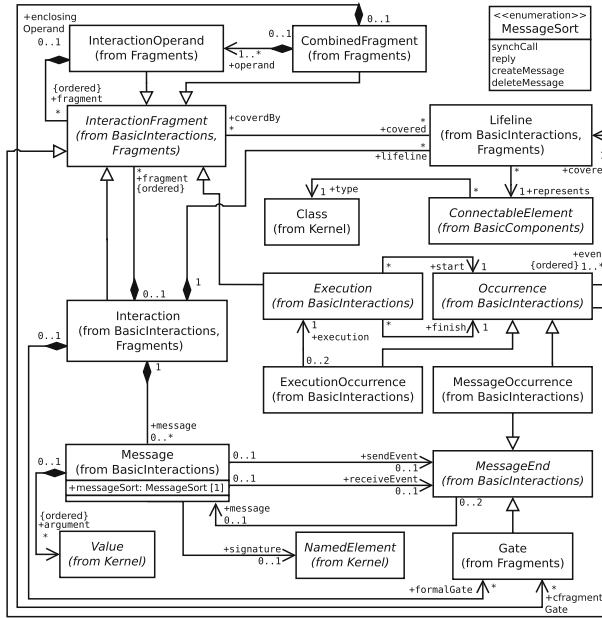 +enclosing
Operand
0..1
InteractionOperand
(from Fragments)
1..*
+operand
0..1
CombinedFragment
(from Fragments)
0..1
<<enumeration>>
MessageSort
synchCall
reply
createMessage
deleteMessage
{ordered}
+fragment
*
InteractionFragment
(from BasicInteractions,
Fragments)
+coverdBy
*
*
+covered
*
+lifeline
Lifeline
(from BasicInteractions,
Fragments)
+covere
*
+fragment
{ordered}
1
+type
*
*
1
+represents
Class
(from Kernel)
ConnectableElement
(from BasicComponents)
0..1
1
*
+start
1
+even
{ordered}
1..*
Execution
(from BasicInteractions)
Occurrence
(from BasicInteractions)
Interaction
(from BasicInteractions,
Fragments)
0..1
1
1
+execution
*
+finish
1
0..2
ExecutionOccurrence
(from BasicInteractions)
MessageOccurrence
(from BasicInteractions)
+message
0..*
0..1
Message
(from BasicInteractions)
+messageSort: MessageSort [1]
0..1
+sendEvent
0..1
0..1
+receiveEvent
0..1
MessageEnd
(from BasicInteractions)
+message
0..1
0..2
{ordered}
+argument
*
Value
(from Kernel)
+signature
0..1
NamedElement
(from Kernel)
Gate
(from Fragments)
+formalGate
*
*
+cfragment
Gate